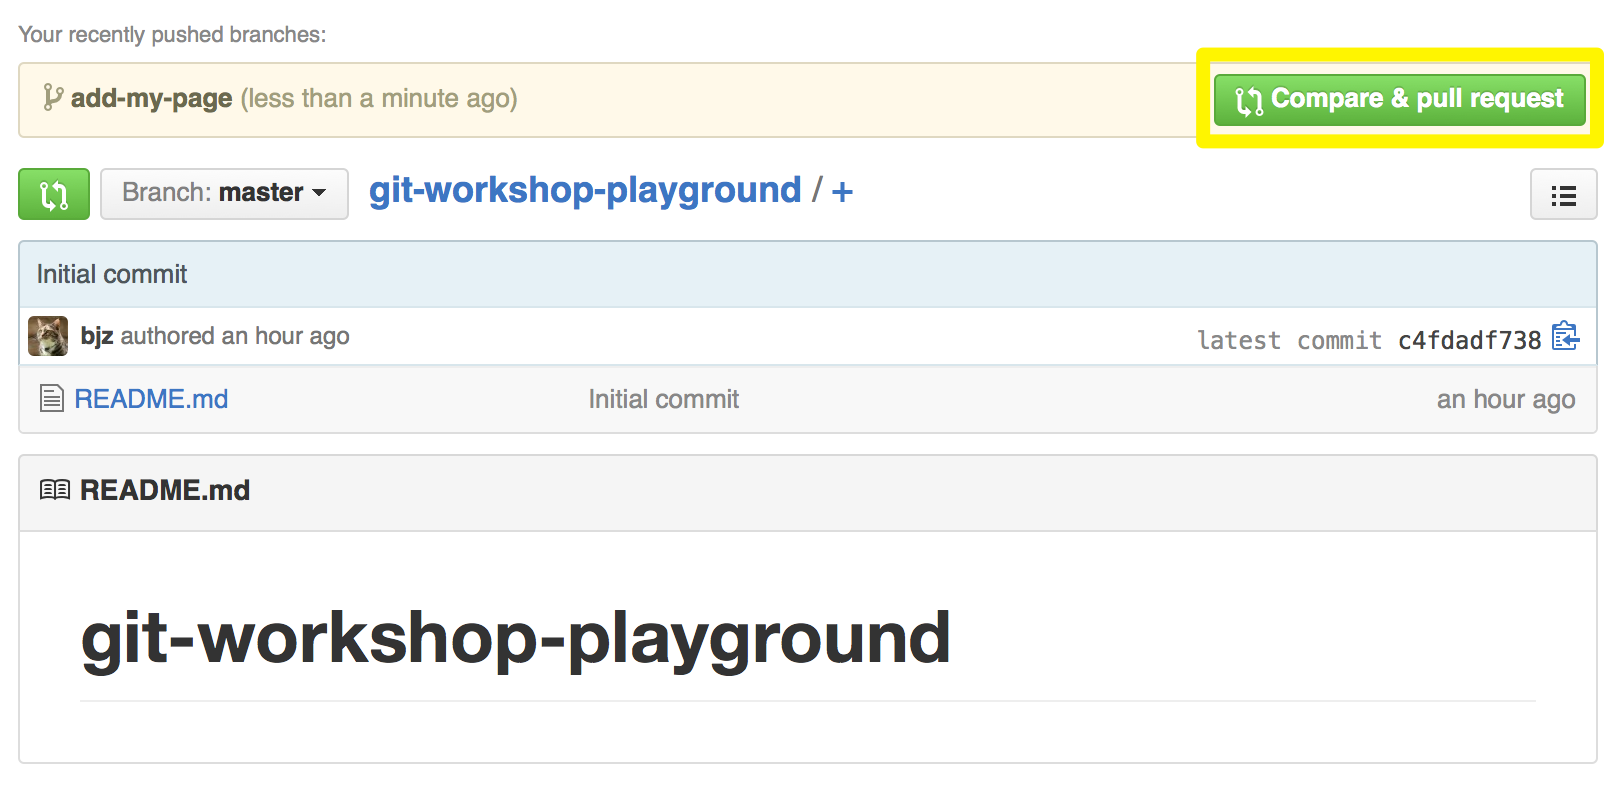 Your recently pushed branches:
add-my-page (less than a minute ago)
Compare & pull request
Branch: master
git-workshop-playground / +
Initial commit
bjz authored an hour ago
latest commit c4fdadf738
README.md Initial commit an hour ago
README.md
git-workshop-playground